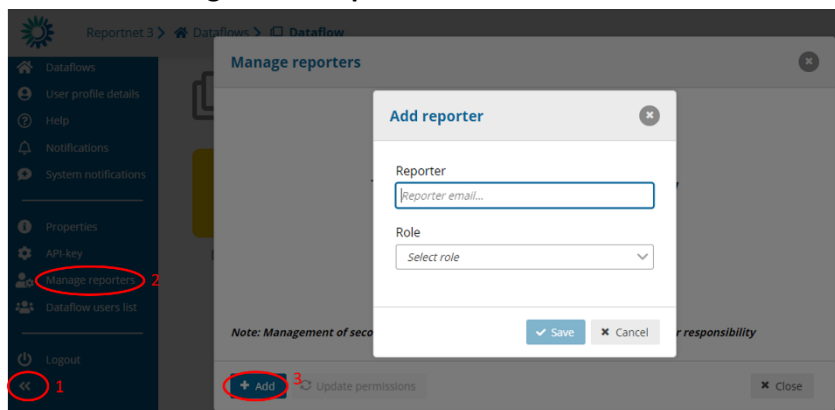 Reportnet 3 > Dataflows > Dataflow
Dataflows
User profile details
Help
Notifications
System notifications
Properties
API-key
Manage reporters 2
Dataflow users list
Logout
1
Manage reporters
Add reporter
Reporter
Reporter email...
Role
Select role
Save
Cancel
Note: Management of seco
r responsibility
+ Add 3 Update permissions
Close